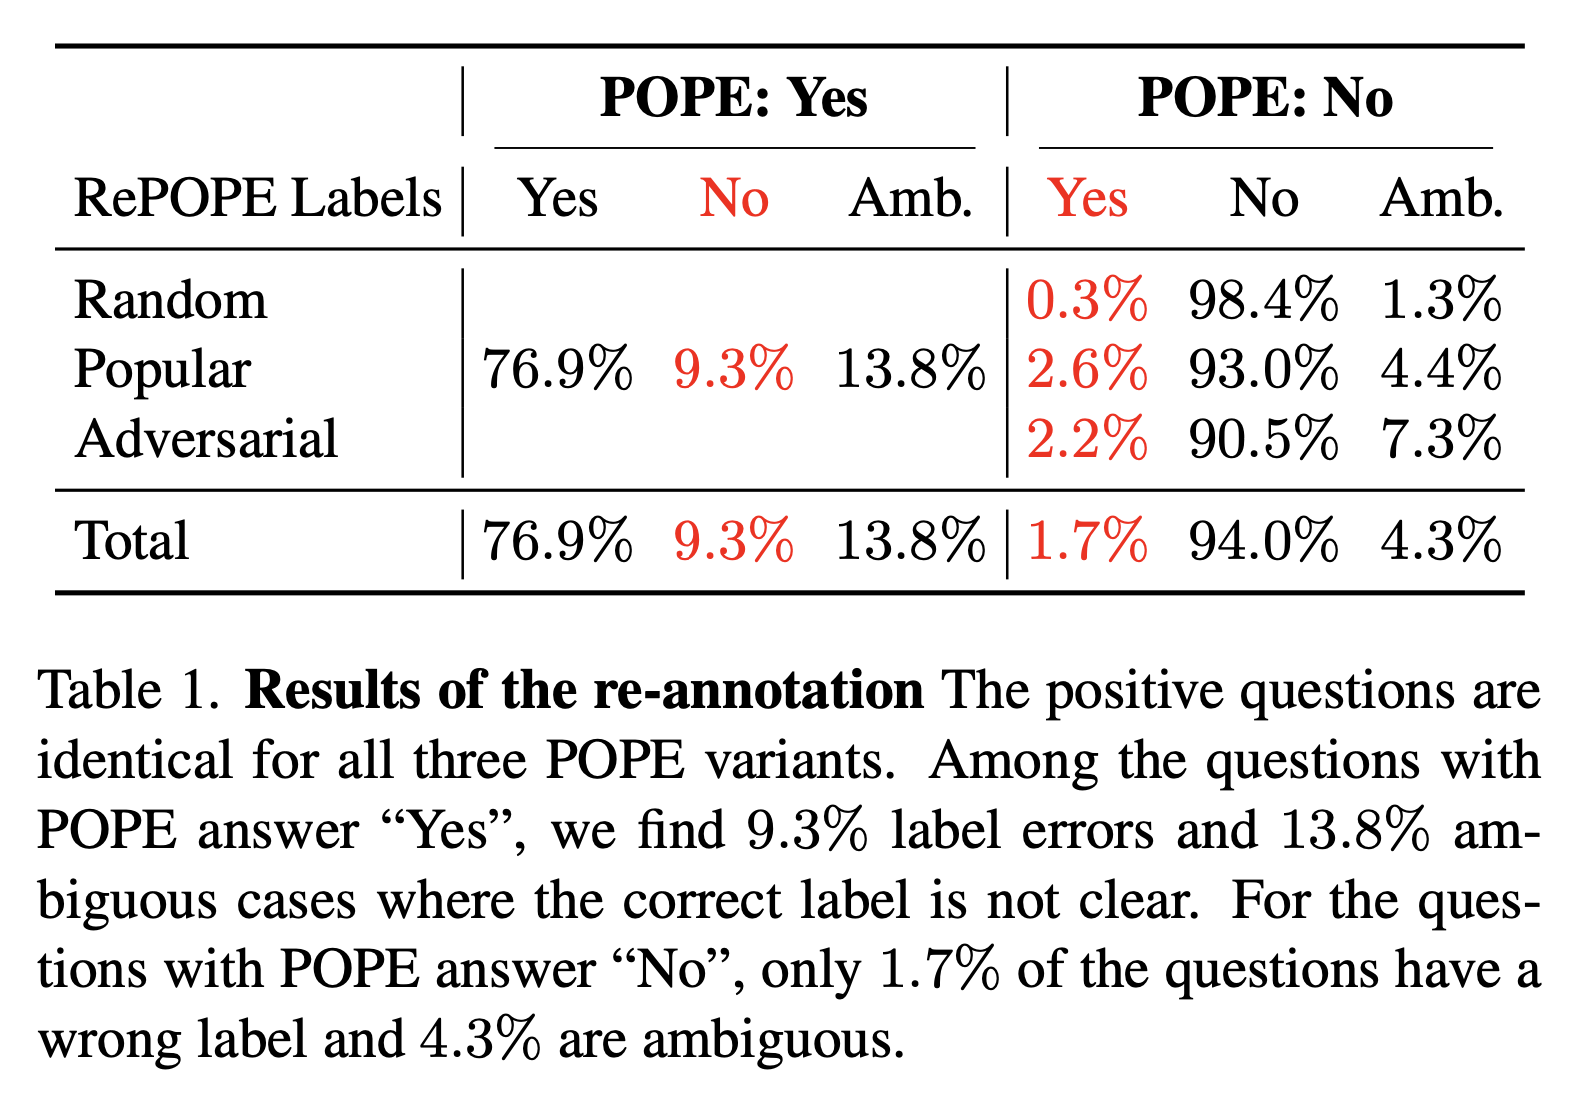 POPE: Yes POPE: No
RePOPE Labels Yes No Amb. Yes No Amb.
Random 0.3% 98.4% 1.3%
Popular 76.9% 9.3% 13.8% 2.6% 93.0% 4.4%
Adversarial 2.2% 90.5% 7.3%
Total 76.9% 9.3% 13.8% 1.7% 94.0% 4.3%
Table 1. Results of the re-annotation The positive questions are
identical for all three POPE variants. Among the questions with
POPE answer “Yes”, we find 9.3% label errors and 13.8% am-
biguous cases where the correct label is not clear. For the ques-
tions with POPE answer “No”, only 1.7% of the questions have a
wrong label and 4.3% are ambiguous.